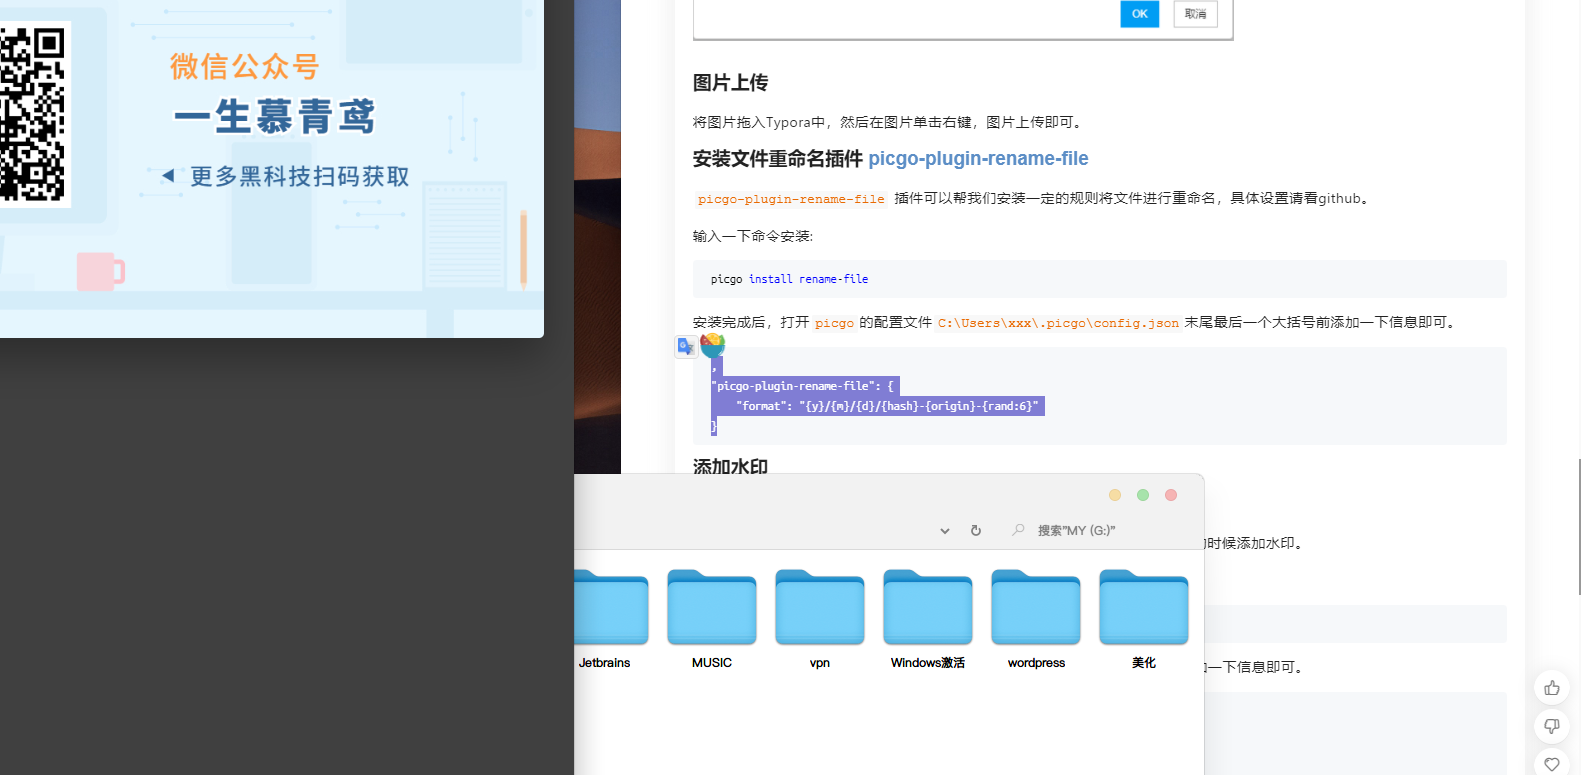 微信公众号
一生慕青鸢
更多黑科技扫码获取
OK
取消
图片上传
将图片拖入Typora中，然后在图片单击右键，图片上传即可。
安装文件重命名插件 picgo-plugin-rename-file
picgo-plugin-rename-file 插件可以帮我们安装一定的规则将文件进行重命名，具体设置请看github。
输入一下命令安装:
picgo install rename-file
安装完成后，打开 picgo 的配置文件 C:\Users\xxx\.picgo\config.json 末尾最后一个大括号前添加一下信息即可。
,
"picgo-plugin-rename-file": {
"format": "{y}/{m}/{d}/{hash}-{origin}-{rand:6}"
}
添加水印
搜索"MY (G:)"
时候添加水印。
Jetbrains
MUSIC
vpn
Windows激活
wordpress
美化
一下信息即可。